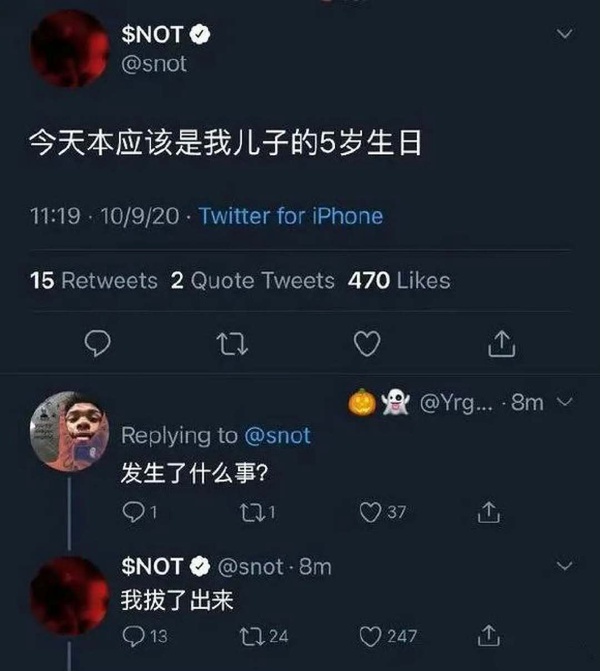 $NOT
@snot
今天本应该是我儿子的5岁生日
11:19 · 10/9/20 · Twitter for iPhone
15 Retweets 2 Quote Tweets 470 Likes
🎃👻 @Yrg... · 8m
Replying to @snot
发生了什么事?
1 1 37
$NOT @snot · 8m
我拔了出来
13 24 247